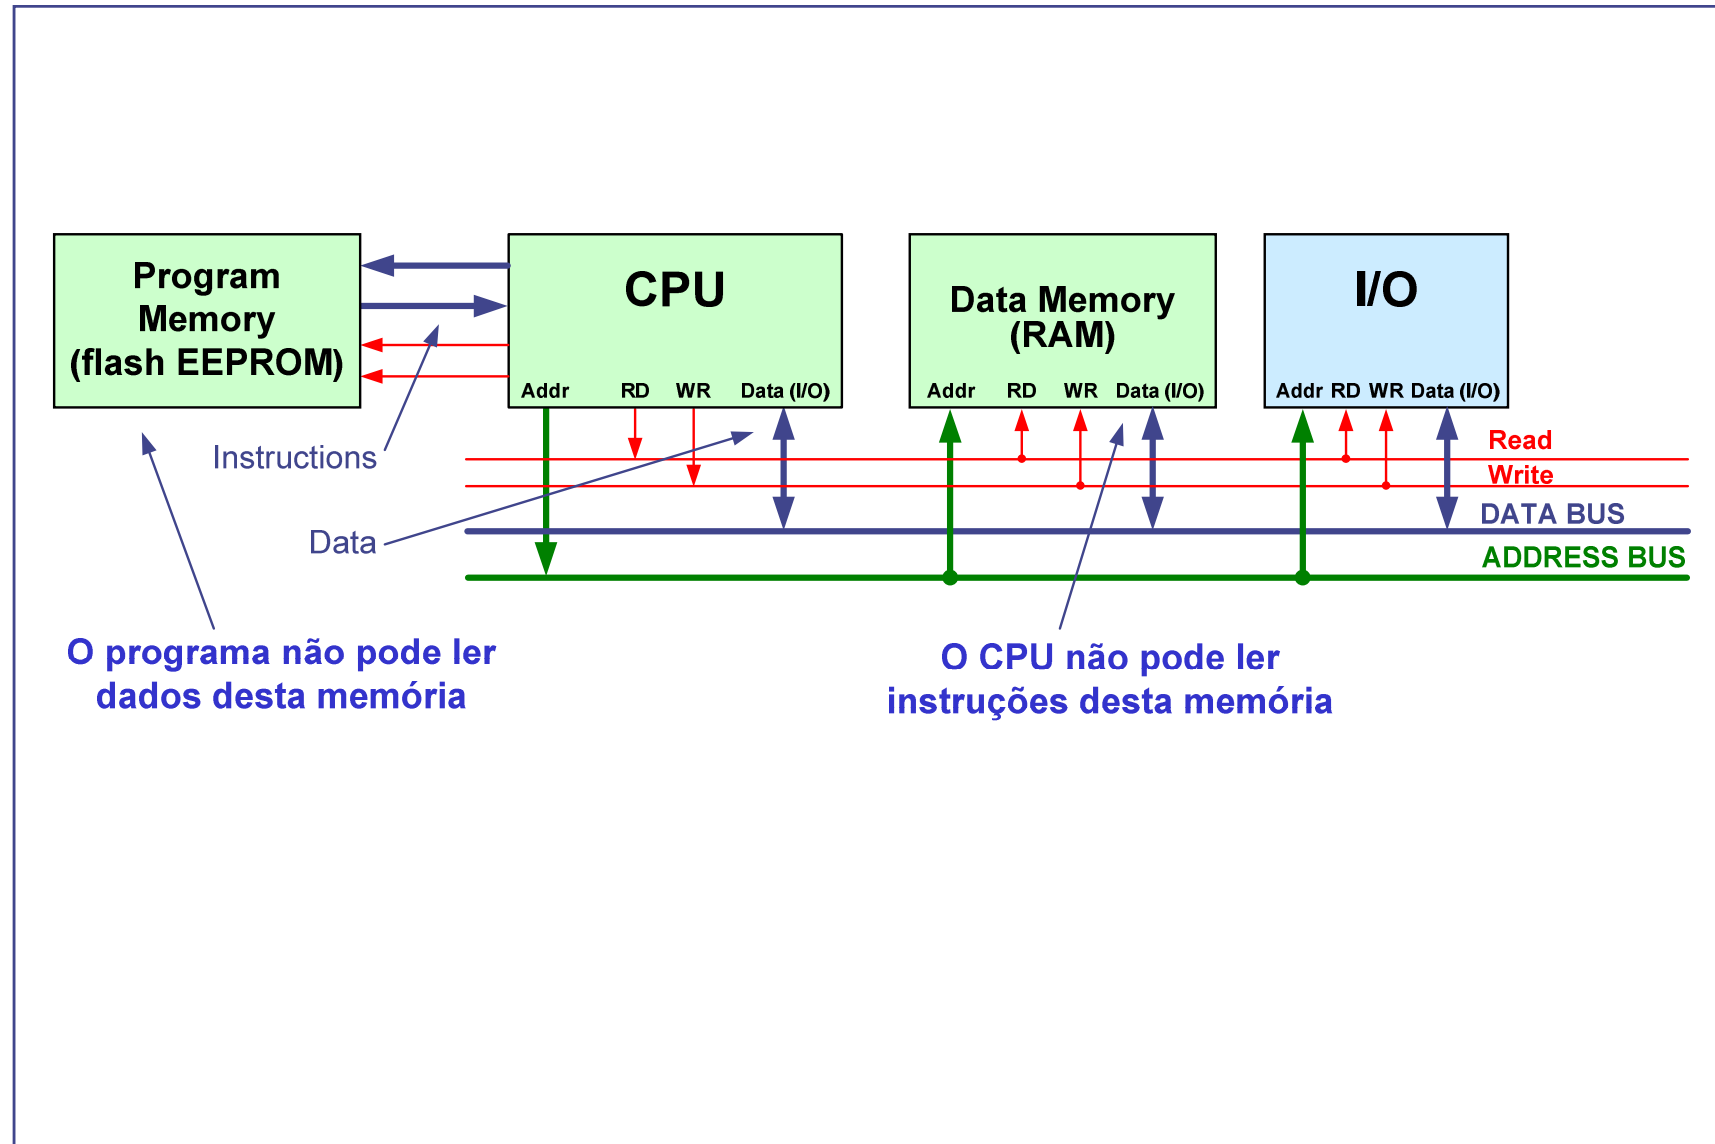 Program
Memory
(flash EEPROM)
CPU
Addr RD WR Data (I/O)
Data Memory
(RAM)
Addr RD WR Data (I/O)
I/O
Addr RD WR Data (I/O)
Instructions
Data
Read
Write
DATA BUS
ADDRESS BUS
O programa não pode ler
dados desta memória
O CPU não pode ler
instruções desta memória